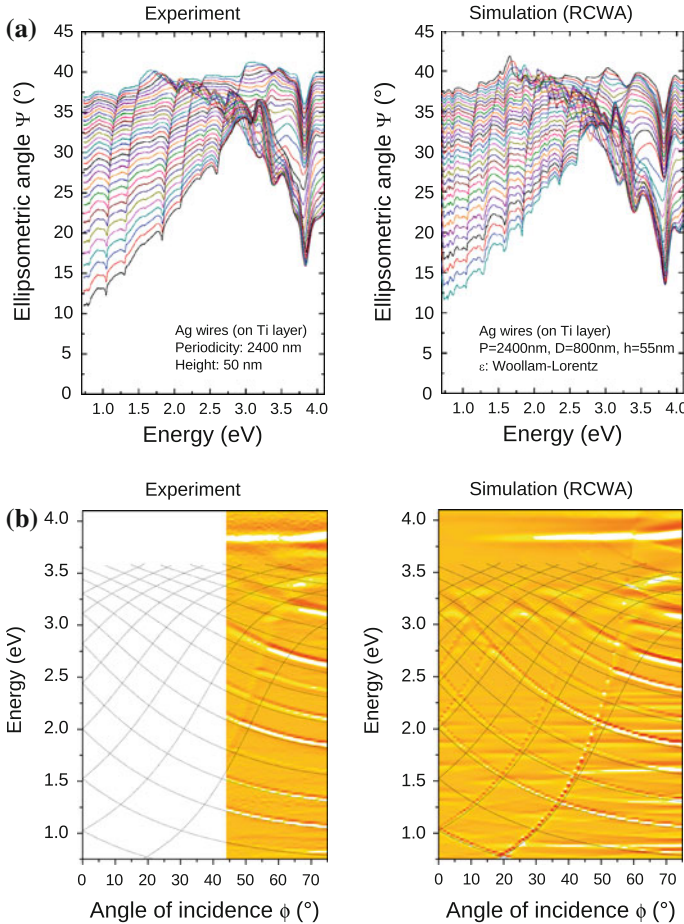 Experiment
Simulation (RCWA)
(a)
45
40
35
30
25
20
15
10
5
0
Ellipsometric angle Ψ (°)
Ag wires (on Ti layer)
Periodicity: 2400 nm
Height: 50 nm
1.0 1.5 2.0 2.5 3.0 3.5 4.0
Energy (eV)
45
40
35
30
25
20
15
10
5
0
Ellipsometric angle Ψ (°)
Ag wires (on Ti layer)
P=2400nm, D=800nm, h=55nm
ε: Woollam-Lorentz
1.0 1.5 2.0 2.5 3.0 3.5 4.0
Energy (eV)
Experiment
Simulation (RCWA)
(b)
4.0
3.5
3.0
2.5
2.0
1.5
1.0
Energy (eV)
0 10 20 30 40 50 60 70
Angle of incidence ϕ (°)
4.0
3.5
3.0
2.5
2.0
1.5
1.0
Energy (eV)
0 10 20 30 40 50 60 70
Angle of incidence ϕ (°)